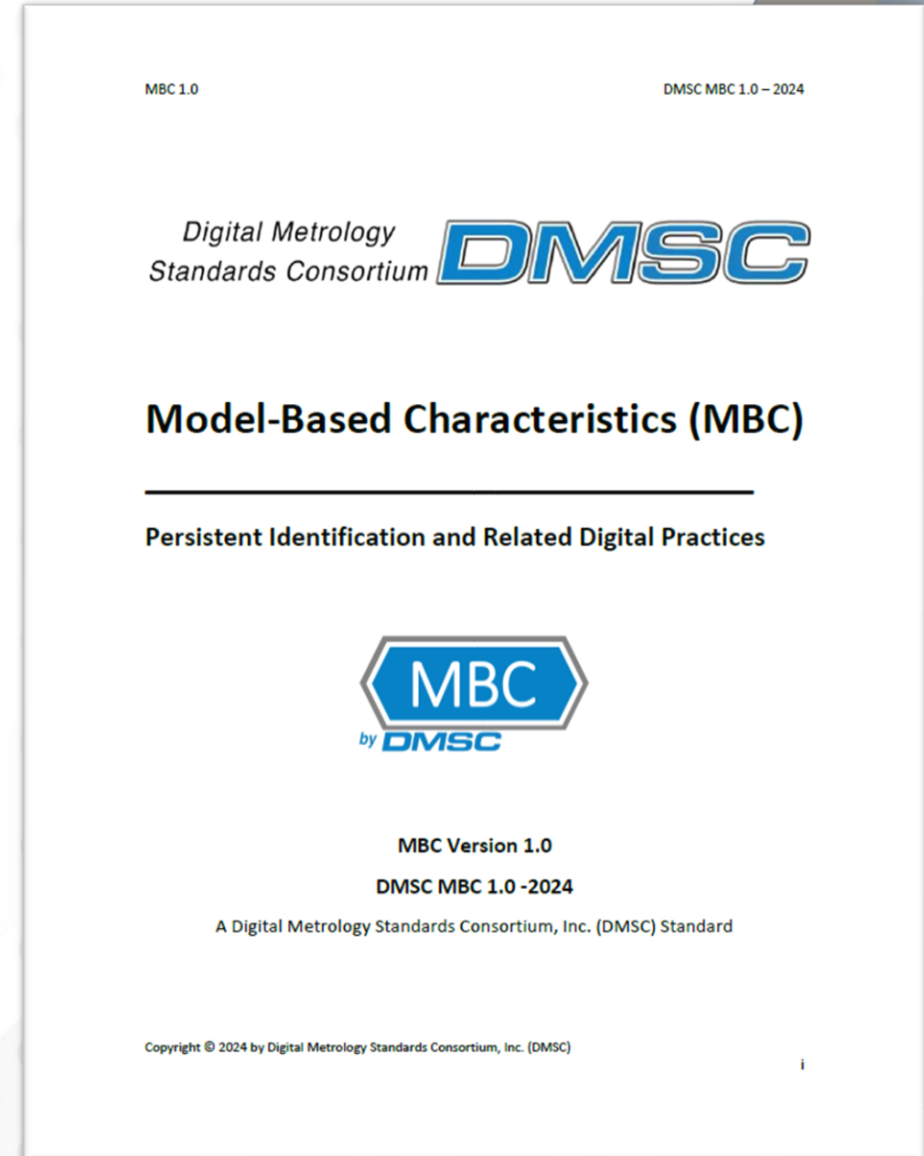 MBC 1.0 DMSC MBC 1.0 – 2024
Digital Metrology
Standards Consortium DMSC
Model-Based Characteristics (MBC)
Persistent Identification and Related Digital Practices
MBC
by DMSC
MBC Version 1.0
DMSC MBC 1.0 -2024
A Digital Metrology Standards Consortium, Inc. (DMSC) Standard
Copyright © 2024 by Digital Metrology Standards Consortium, Inc. (DMSC)
i